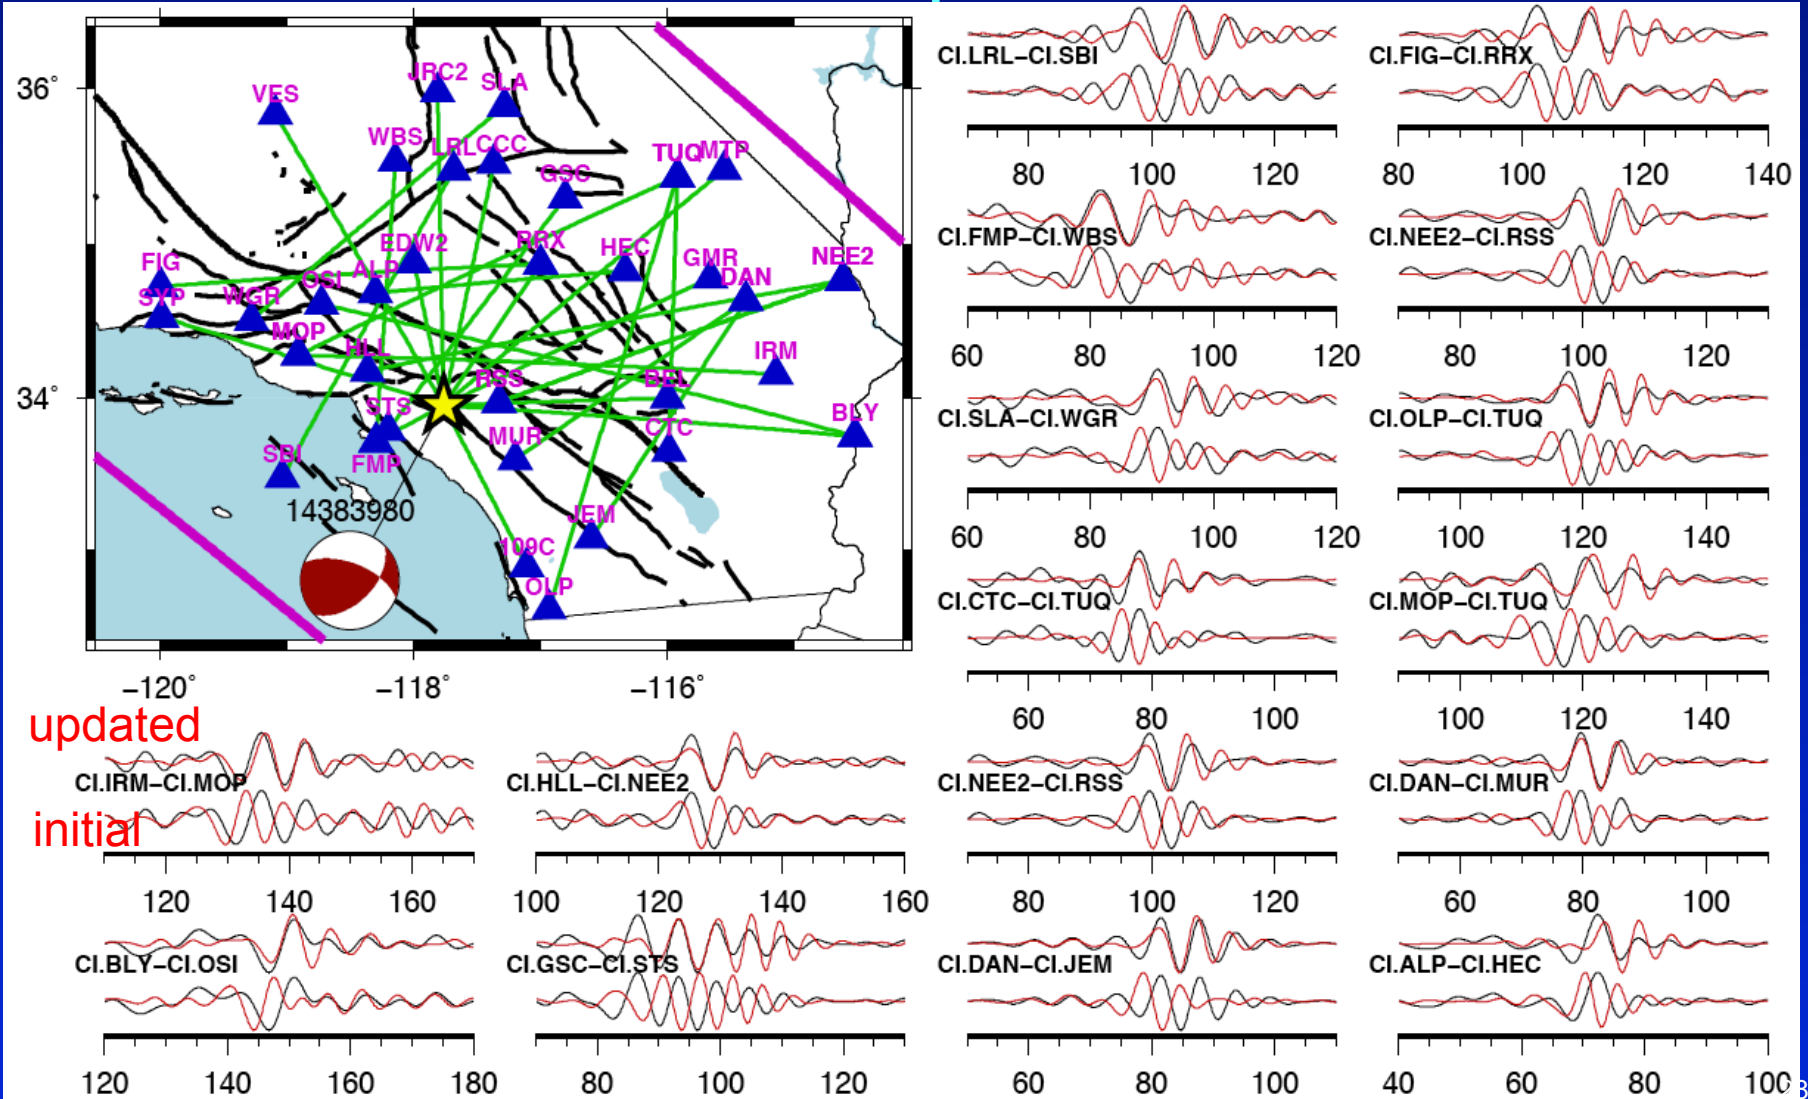 36°
34°
−120°
−118°
−116°
VES
JRC2
SLA
WBS
LRL
CCC
GSC
TUQ
MTP
FIG
SYP
WGR
OSI
ALP
EDW2
RRX
HEC
GMR
DAN
NEE2
MOP
HLL
RSS
BEL
IRM
BLY
STS
FMP
SBI
MUR
CTC
JEM
109C
OLP
14383980
updated
initial
CI.LRL−CI.SBI
80 100 120
CI.FIG−CI.RRX
80 100 120 140
CI.FMP−CI.WBS
60 80 100 120
CI.NEE2−CI.RSS
80 100 120
CI.SLA−CI.WGR
60 80 100 120
CI.OLP−CI.TUQ
100 120 140
CI.CTC−CI.TUQ
60 80 100
CI.MOP−CI.TUQ
100 120 140
CI.IRM−CI.MOP
120 140 160
CI.HLL−CI.NEE2
100 120 140 160
CI.NEE2−CI.RSS
80 100 120
CI.DAN−CI.MUR
60 80 100
CI.BLY−CI.OSI
120 140 160 180
CI.GSC−CI.STS
80 100 120
CI.DAN−CI.JEM
60 80 100
CI.ALP−CI.HEC
40 60 80 100